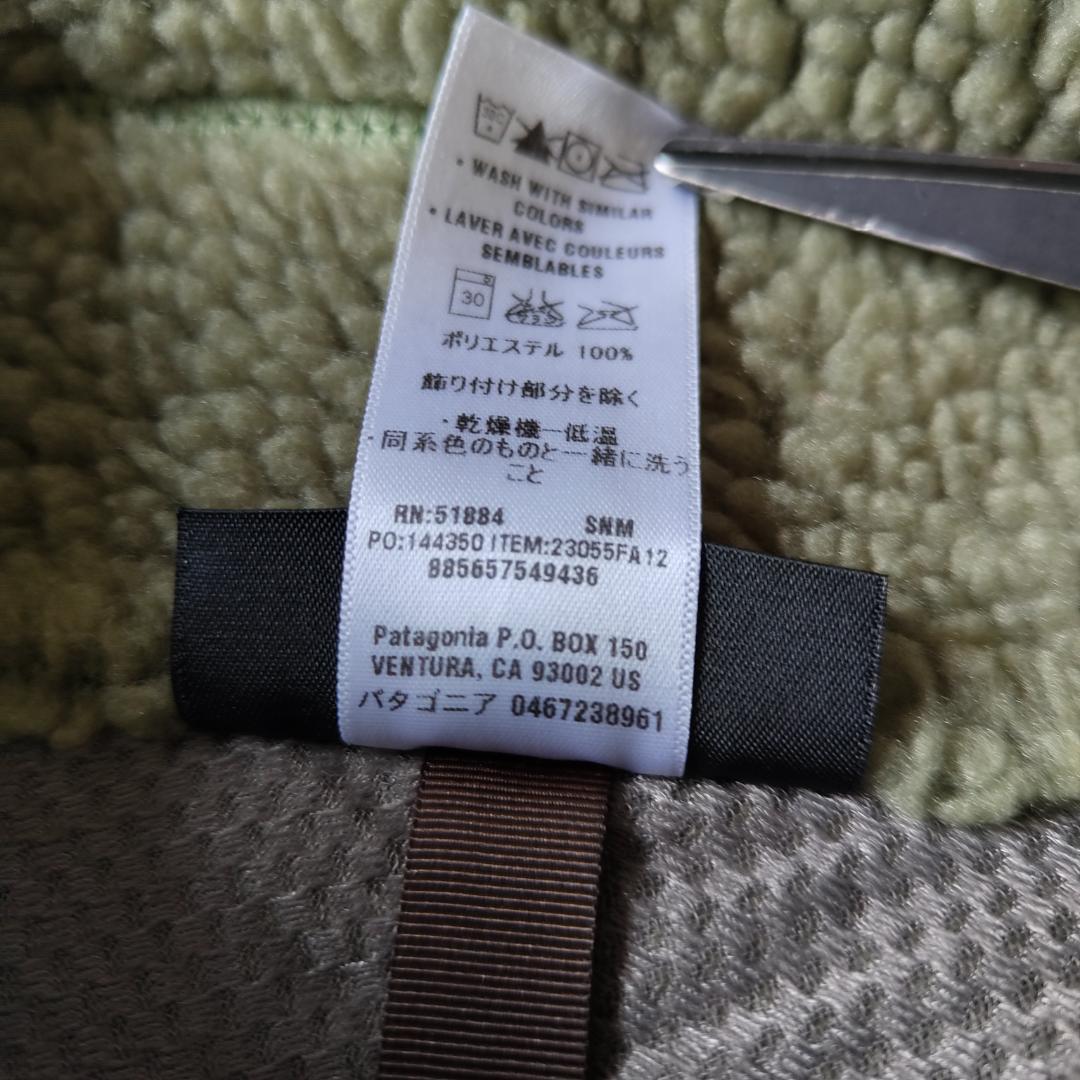 • WASH WITH SIMILAR
COLORS
• LAVER AVEC COULEURS
SEMBLABLES
30
ポリエステル 100%
飾り付け部分を除く
・乾燥機ー低温
・同系色のものと一緒に洗う
こと
RN:51884 SNM
PO:144350 ITEM:23055FA12
885657549436
Patagonia P.O. BOX 150
VENTURA, CA 93002 US
パタゴニア 0467238961